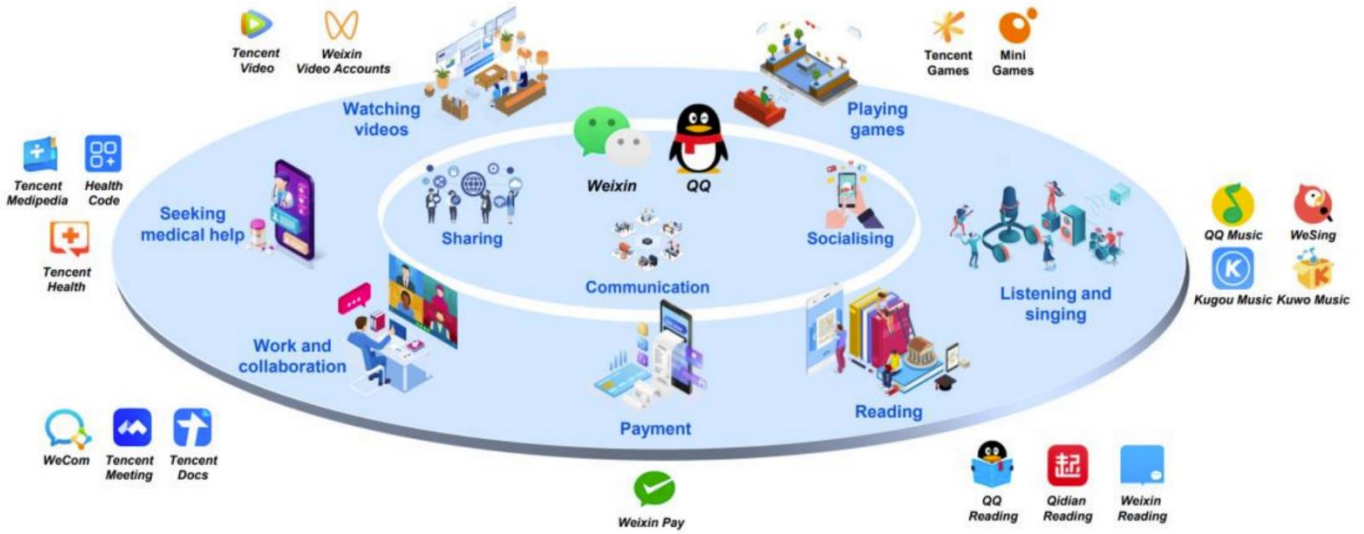 Tencent
Video
Weixin
Video Accounts
Tencent
Games
Mini
Games
Watching
videos
Playing
games
Weixin
QQ
Tencent
Medipedia
Health
Code
Tencent
Health
Seeking
medical help
Sharing
Communication
Socialising
Listening and
singing
QQ Music
WeSing
K
Kugou Music
K
Kuwo Music
Work and
collaboration
Payment
Reading
WeCom
Tencent
Meeting
Tencent
Docs
Weixin Pay
QQ
Reading
起
Qidian
Reading
Weixin
Reading